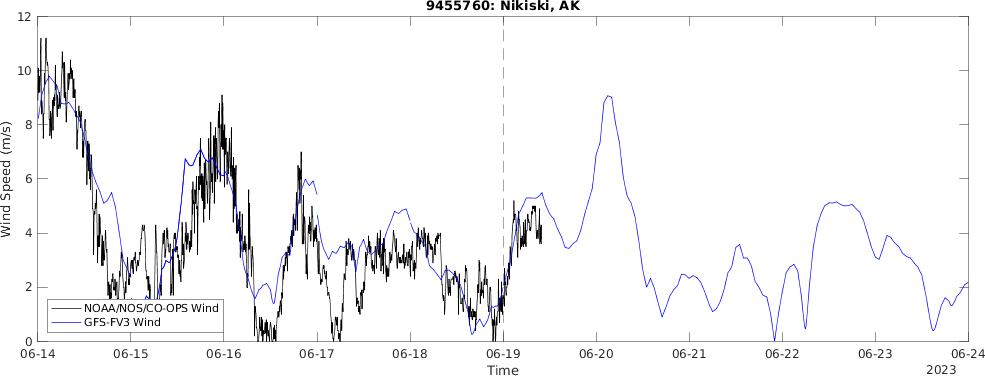 9455760: Nikiski, AK
Wind Speed (m/s)
12
10
8
6
4
2
0
NOAA/NOS/CO-OPS Wind
GFS-FV3 Wind
06-14 06-15 06-16 06-17 06-18 06-19 06-20 06-21 06-22 06-23 06-24
Time
2023